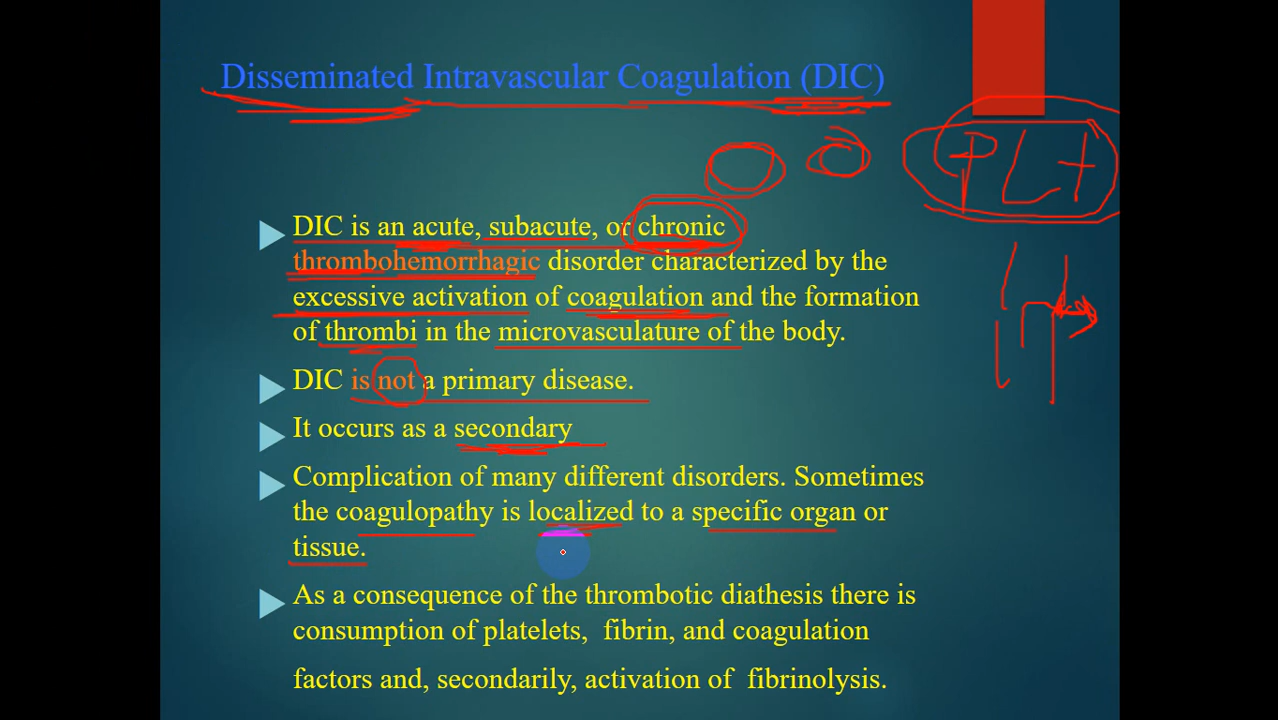 Disseminated Intravascular Coagulation (DIC)
PLT
DIC is an acute, subacute, or chronic
thrombohemorrhagic disorder characterized by the
excessive activation of coagulation and the formation
of thrombi in the microvasculature of the body.
DIC is not a primary disease.
It occurs as a secondary
Complication of many different disorders. Sometimes
the coagulopathy is localized to a specific organ or
tissue.
As a consequence of the thrombotic diathesis there is
consumption of platelets, fibrin, and coagulation
factors and, secondarily, activation of fibrinolysis.